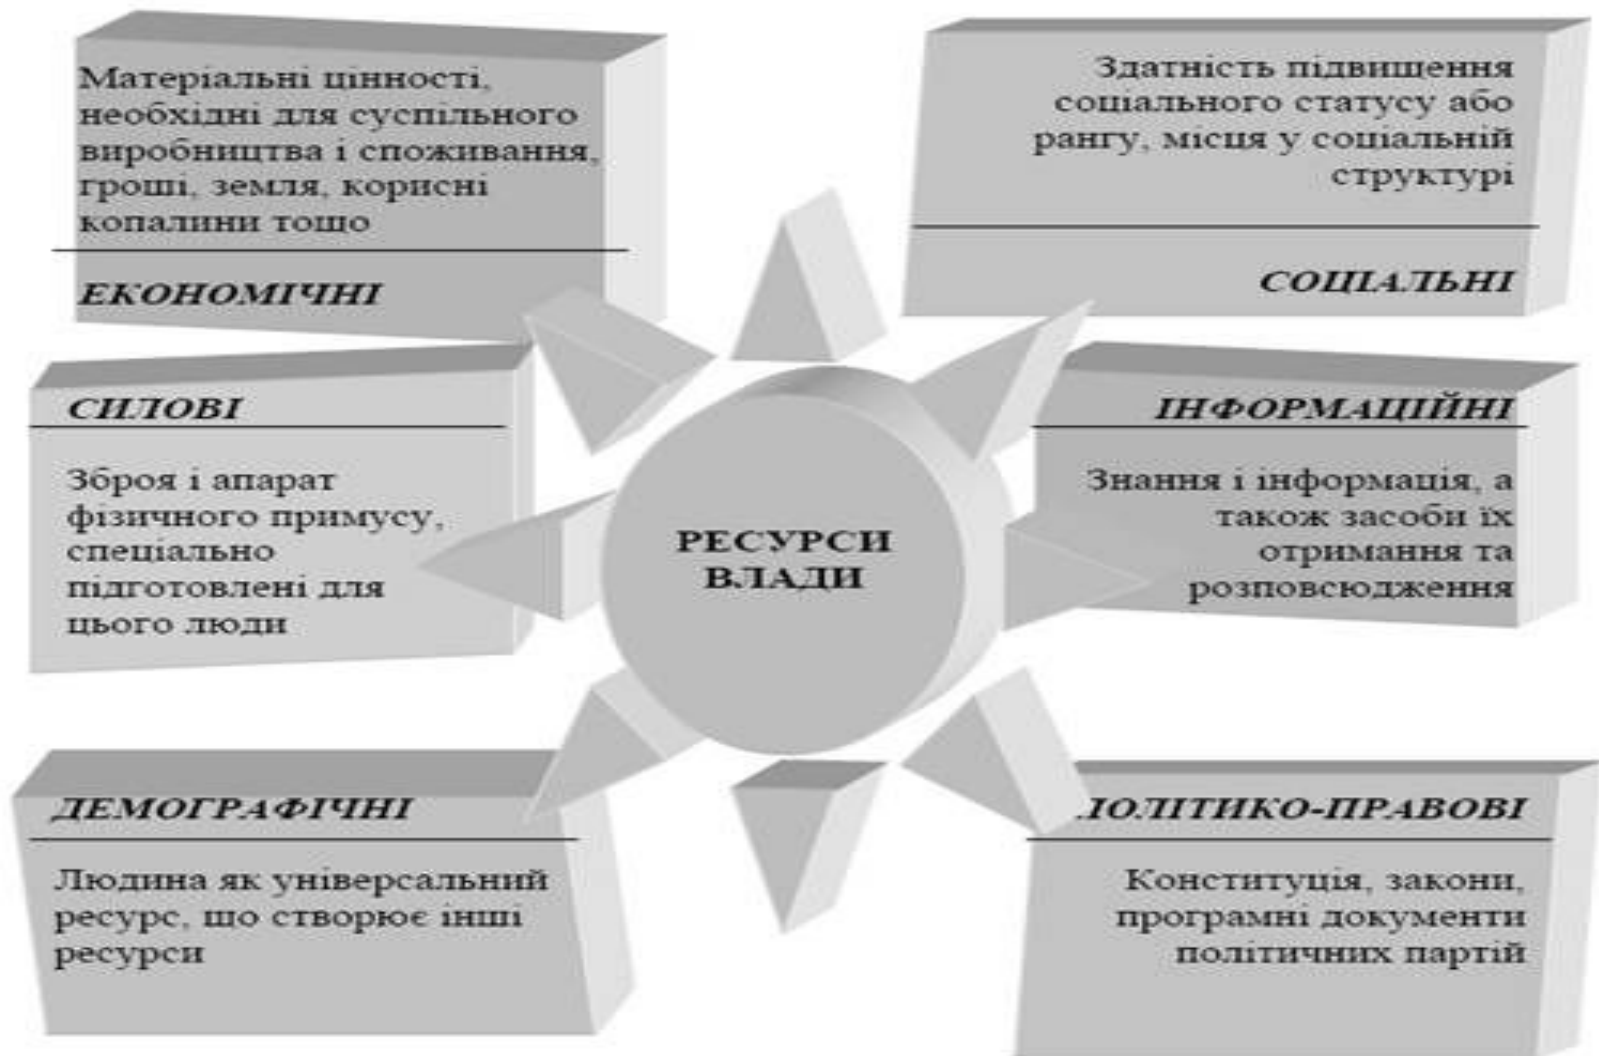 Матеріальні цінності,
необхідні для суспільного
виробництва і споживання,
гроші, земля, корисні
копалини тощо
ЕКОНОМІЧНІ
Здатність підвищення
соціального статусу або
рангу, місця у соціальній
структурі
СОЦІАЛЬНІ
СИЛОВІ
Зброя і апарат
фізичного примусу,
спеціально
підготовлені для
цього люди
РЕСУРСИ
ВЛАДИ
ІНФОРМАЦІЙНІ
Знання і інформація, а
також засоби їх
отримання та
розповсюдження
ДЕМОГРАФІЧНІ
Людина як універсальний
ресурс, що створює інші
ресурси
ПОЛІТИКО-ПРАВОВІ
Конституція, закони,
програмні документи
політичних партій